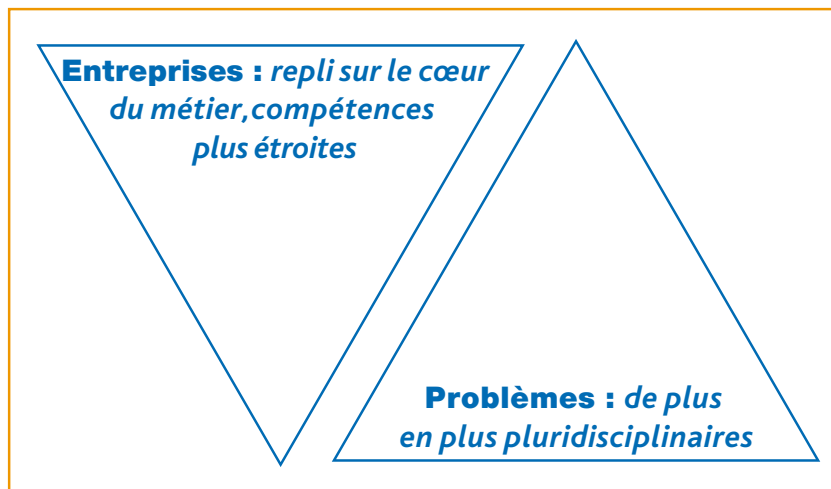 Entreprises : repli sur le cœur
du métier,compétences
plus étroites
Problèmes : de plus
en plus pluridisciplinaires